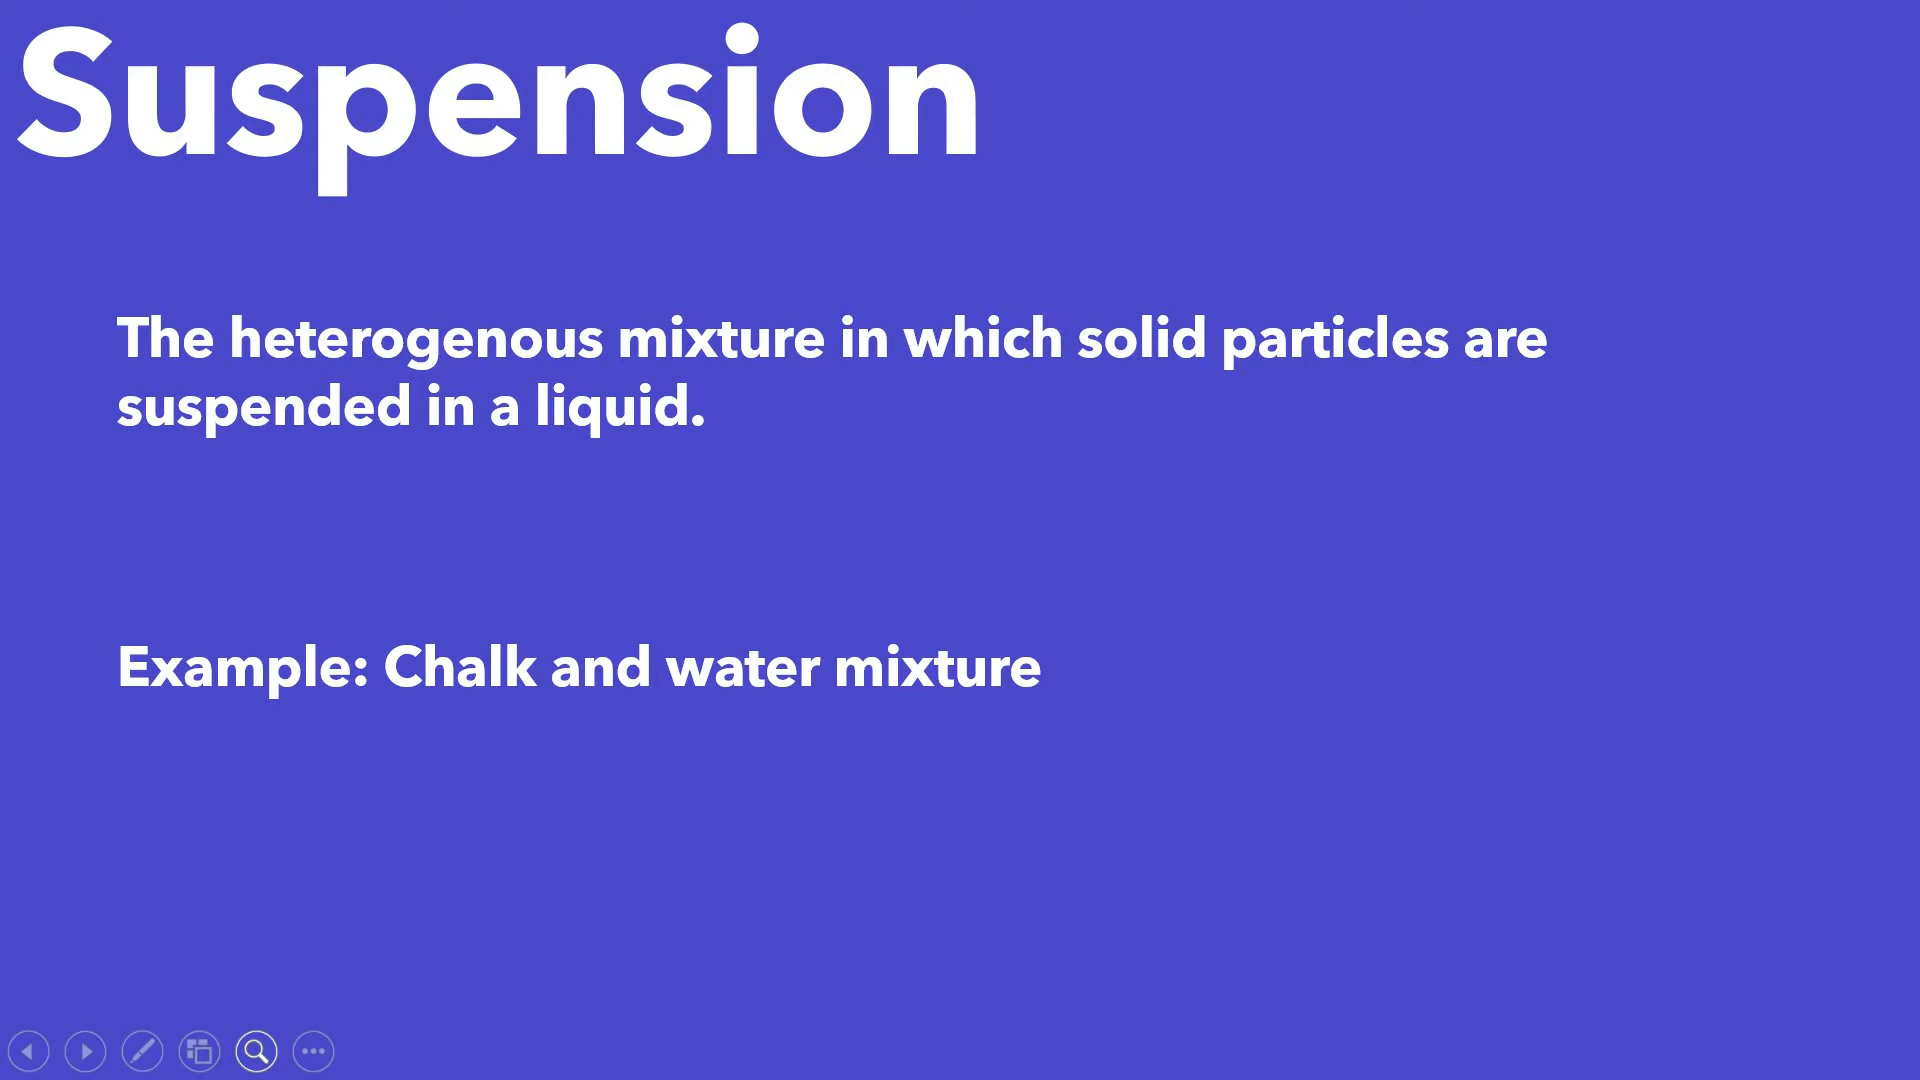 Suspension
The heterogenous mixture in which solid particles are
suspended in a liquid.
Example: Chalk and water mixture